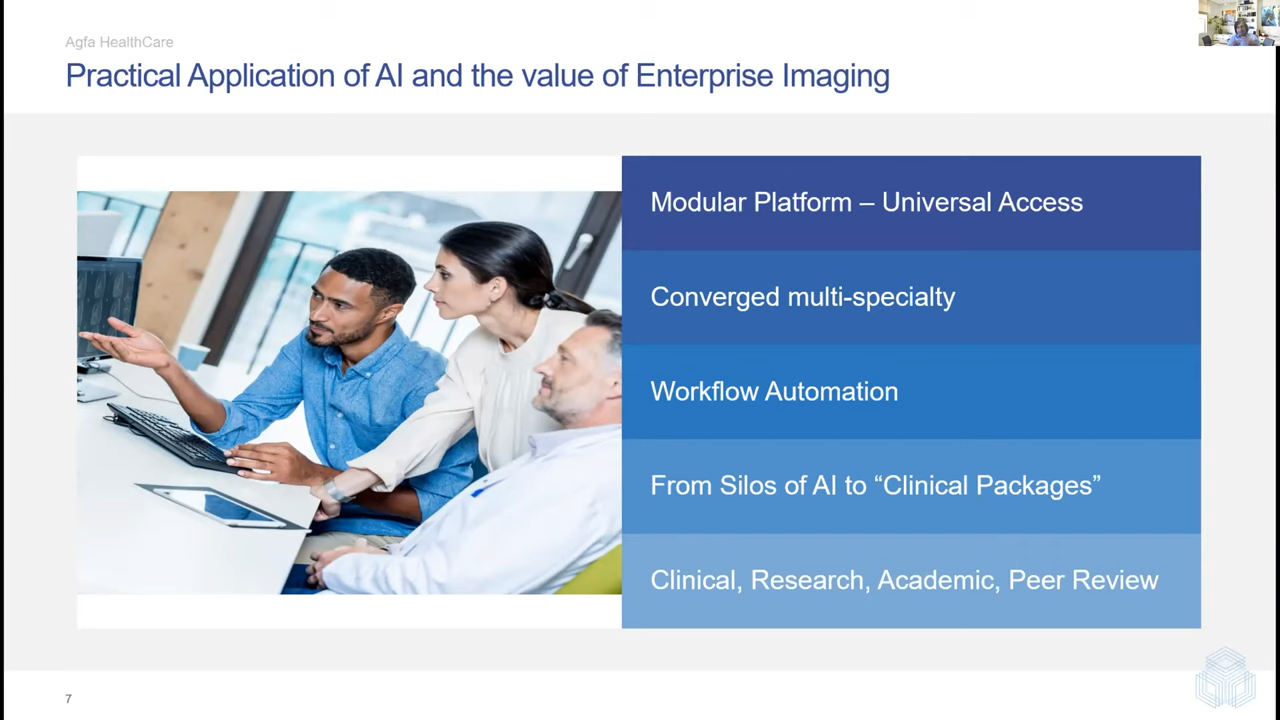 Agfa HealthCare
Practical Application of AI and the value of Enterprise Imaging
Modular Platform – Universal Access
Converged multi-specialty
Workflow Automation
From Silos of AI to “Clinical Packages”
Clinical, Research, Academic, Peer Review
7